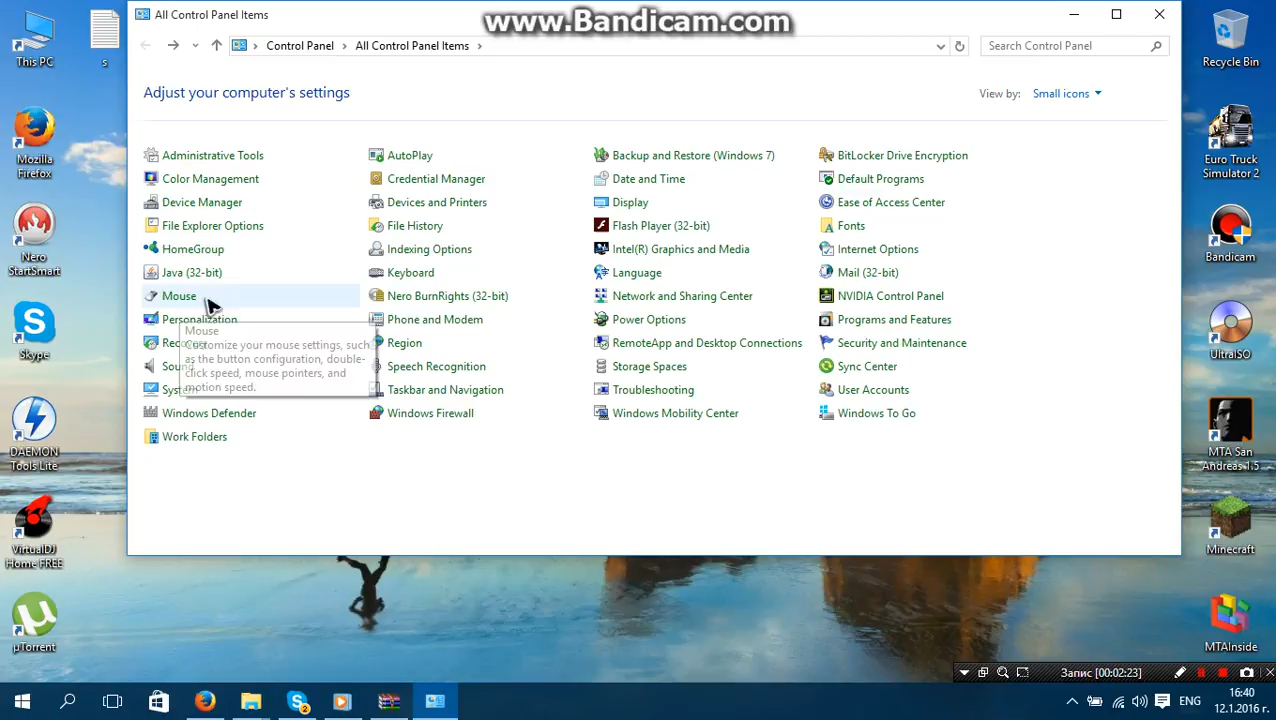 www.Bandicam.com
All Control Panel Items
Control Panel
All Control Panel Items
Search Control Panel
Adjust your computer's settings
View by:
Small icons
Administrative Tools
AutoPlay
Backup and Restore (Windows 7)
BitLocker Drive Encryption
Color Management
Credential Manager
Date and Time
Default Programs
Device Manager
Devices and Printers
Display
Ease of Access Center
File Explorer Options
File History
Flash Player (32-bit)
Fonts
HomeGroup
Indexing Options
Intel(R) Graphics and Media
Internet Options
Java (32-bit)
Keyboard
Language
Mail (32-bit)
Mouse
Nero BurnRights (32-bit)
Network and Sharing Center
NVIDIA Control Panel
Personalization
Phone and Modem
Power Options
Programs and Features
Region
RemoteApp and Desktop Connections
Security and Maintenance
Speech Recognition
Storage Spaces
Sync Center
Taskbar and Navigation
Troubleshooting
User Accounts
Windows Defender
Windows Firewall
Windows Mobility Center
Windows To Go
Work Folders
Mouse
Customize your mouse settings, such
as the button configuration, double-
click speed, mouse pointers, and
motion speed.
This PC
s
Mozilla
Firefox
Nero
StartSmart
Skype
DAEMON
Tools Lite
VirtualDJ
Home FREE
µTorrent
Recycle Bin
Euro Truck
Simulator 2
Bandicam
UltraISO
MTA San
Andreas 1.5
Minecraft
MTAInside
Запис [00:02:23]
2
ENG
16:40
12.1.2016 г.